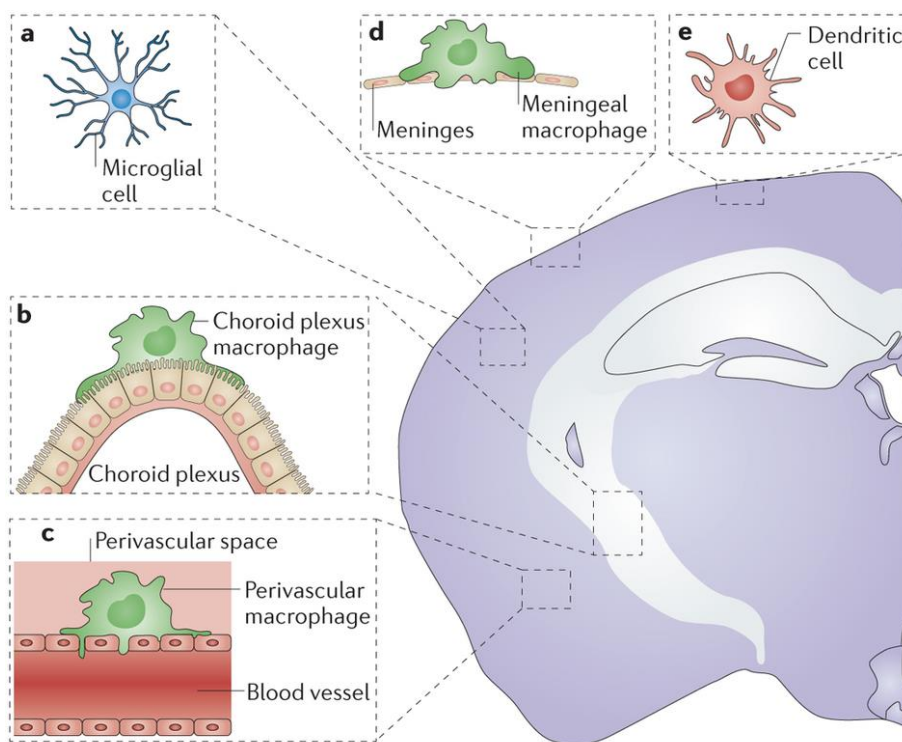 a
Microglial
cell
d
Meninges
Meningeal
macrophage
e
Dendritic
cell
b
Choroid plexus
macrophage
Choroid plexus
c
Perivascular space
Perivascular
macrophage
Blood vessel